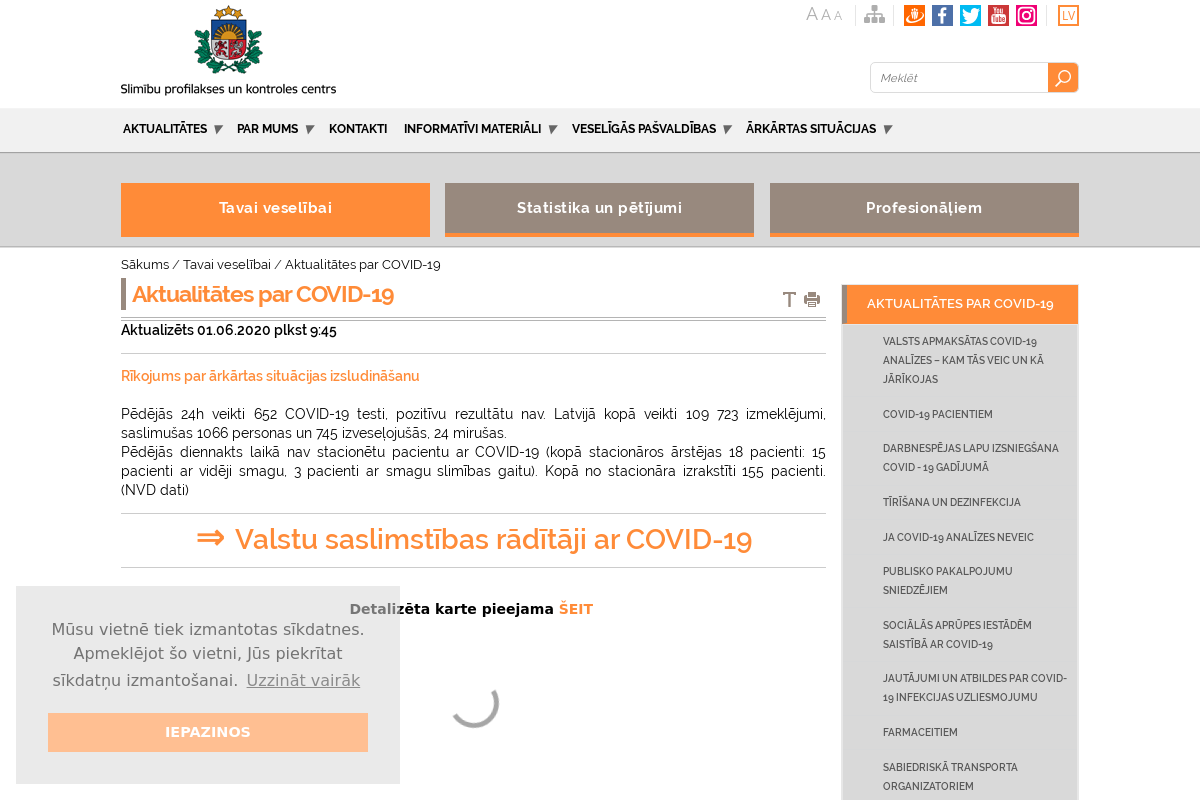 A A A
You
Tube
LV
Slimību profilakses un kontroles centrs
Meklēt
AKTUALITĀTES
PAR MUMS
KONTAKTI
INFORMATĪVI MATERIĀLI
VESELĪGĀS PAŠVALDĪBAS
ĀRKĀRTAS SITUĀCIJAS
Tavai veselībai
Statistika un pētījumi
Profesionāļiem
Sākums / Tavai veselībai / Aktualitātes par COVID-19
Aktualitātes par COVID-19
Aktualizēts 01.06.2020 plkst 9:45
Rīkojums par ārkārtas situācijas izsludināšanu
Pēdējās 24h veikti 652 COVID-19 testi, pozitīvu rezultātu nav. Latvijā kopā veikti 109 723 izmeklējumi,
saslimušas 1066 personas un 745 izveseļojušās, 24 mirušas.
Pēdējās diennakts laikā nav stacionētu pacientu ar COVID-19 (kopā stacionāros ārstējas 18 pacienti: 15
pacienti ar vidēji smagu, 3 pacienti ar smagu slimības gaitu). Kopā no stacionāra izrakstīti 155 pacienti.
(NVD dati)
⇒ Valstu saslimstības rādītāji ar COVID-19
Detalizēta karte pieejama ŠEIT
AKTUALITĀTES PAR COVID-19
VALSTS APMAKSĀTAS COVID-19
ANALĪZES – KAM TĀS VEIC UN KĀ
JĀRĪKOJAS
COVID-19 PACIENTIEM
DARBNESPĒJAS LAPU IZSNIEGŠANA
COVID - 19 GADĪJUMĀ
TĪRĪŠANA UN DEZINFEKCIJA
JA COVID-19 ANALĪZES NEVEIC
PUBLISKO PAKALPOJUMU
SNIEDZĒJIEM
SOCIĀLĀS APRŪPES IESTĀDĒM
SAISTĪBĀ AR COVID-19
JAUTĀJUMI UN ATBILDES PAR COVID-
19 INFEKCIJAS UZLIESMOJUMU
FARMACEITIEM
SABIEDRISKĀ TRANSPORTA
ORGANIZATORIEM
Mūsu vietnē tiek izmantotas sīkdatnes.
Apmeklējot šo vietni, Jūs piekrītat
sīkdatņu izmantošanai. Uzzināt vairāk
IEPAZINOS